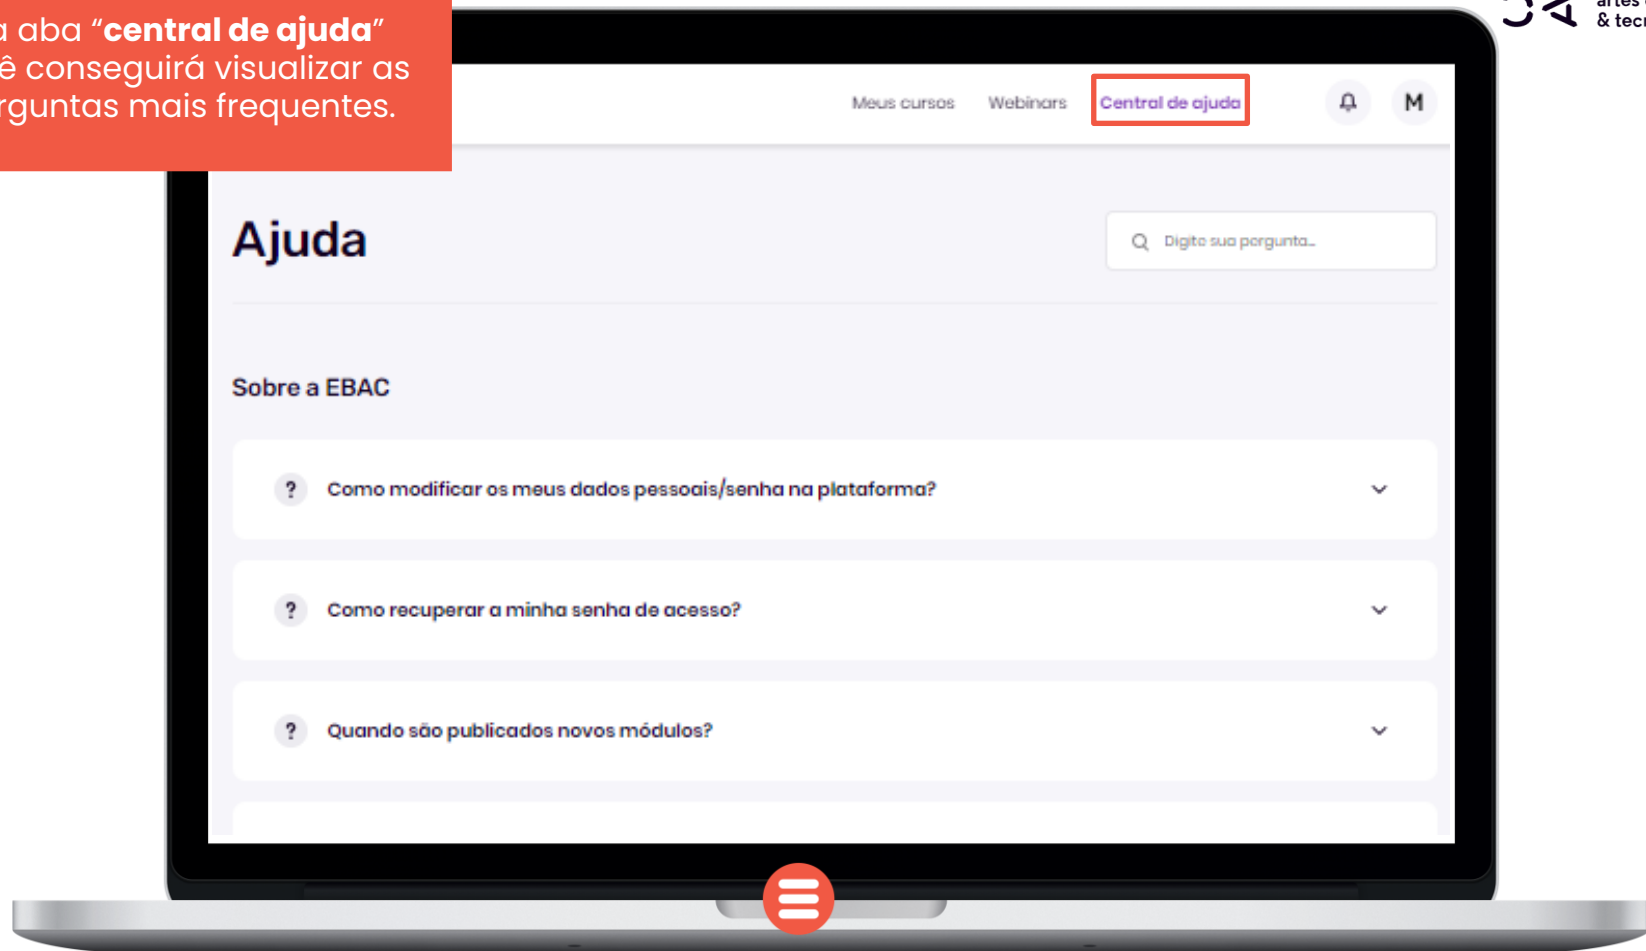 a aba “central de ajuda”
ê conseguirá visualizar as
rguntas mais frequentes.
& tecn
Meus cursos Webinars Central de ajuda M
Ajuda
Digite sua pergunta...
Sobre a EBAC
? Como modificar os meus dados pessoais/senha na plataforma?
? Como recuperar a minha senha de acesso?
? Quando são publicados novos módulos?